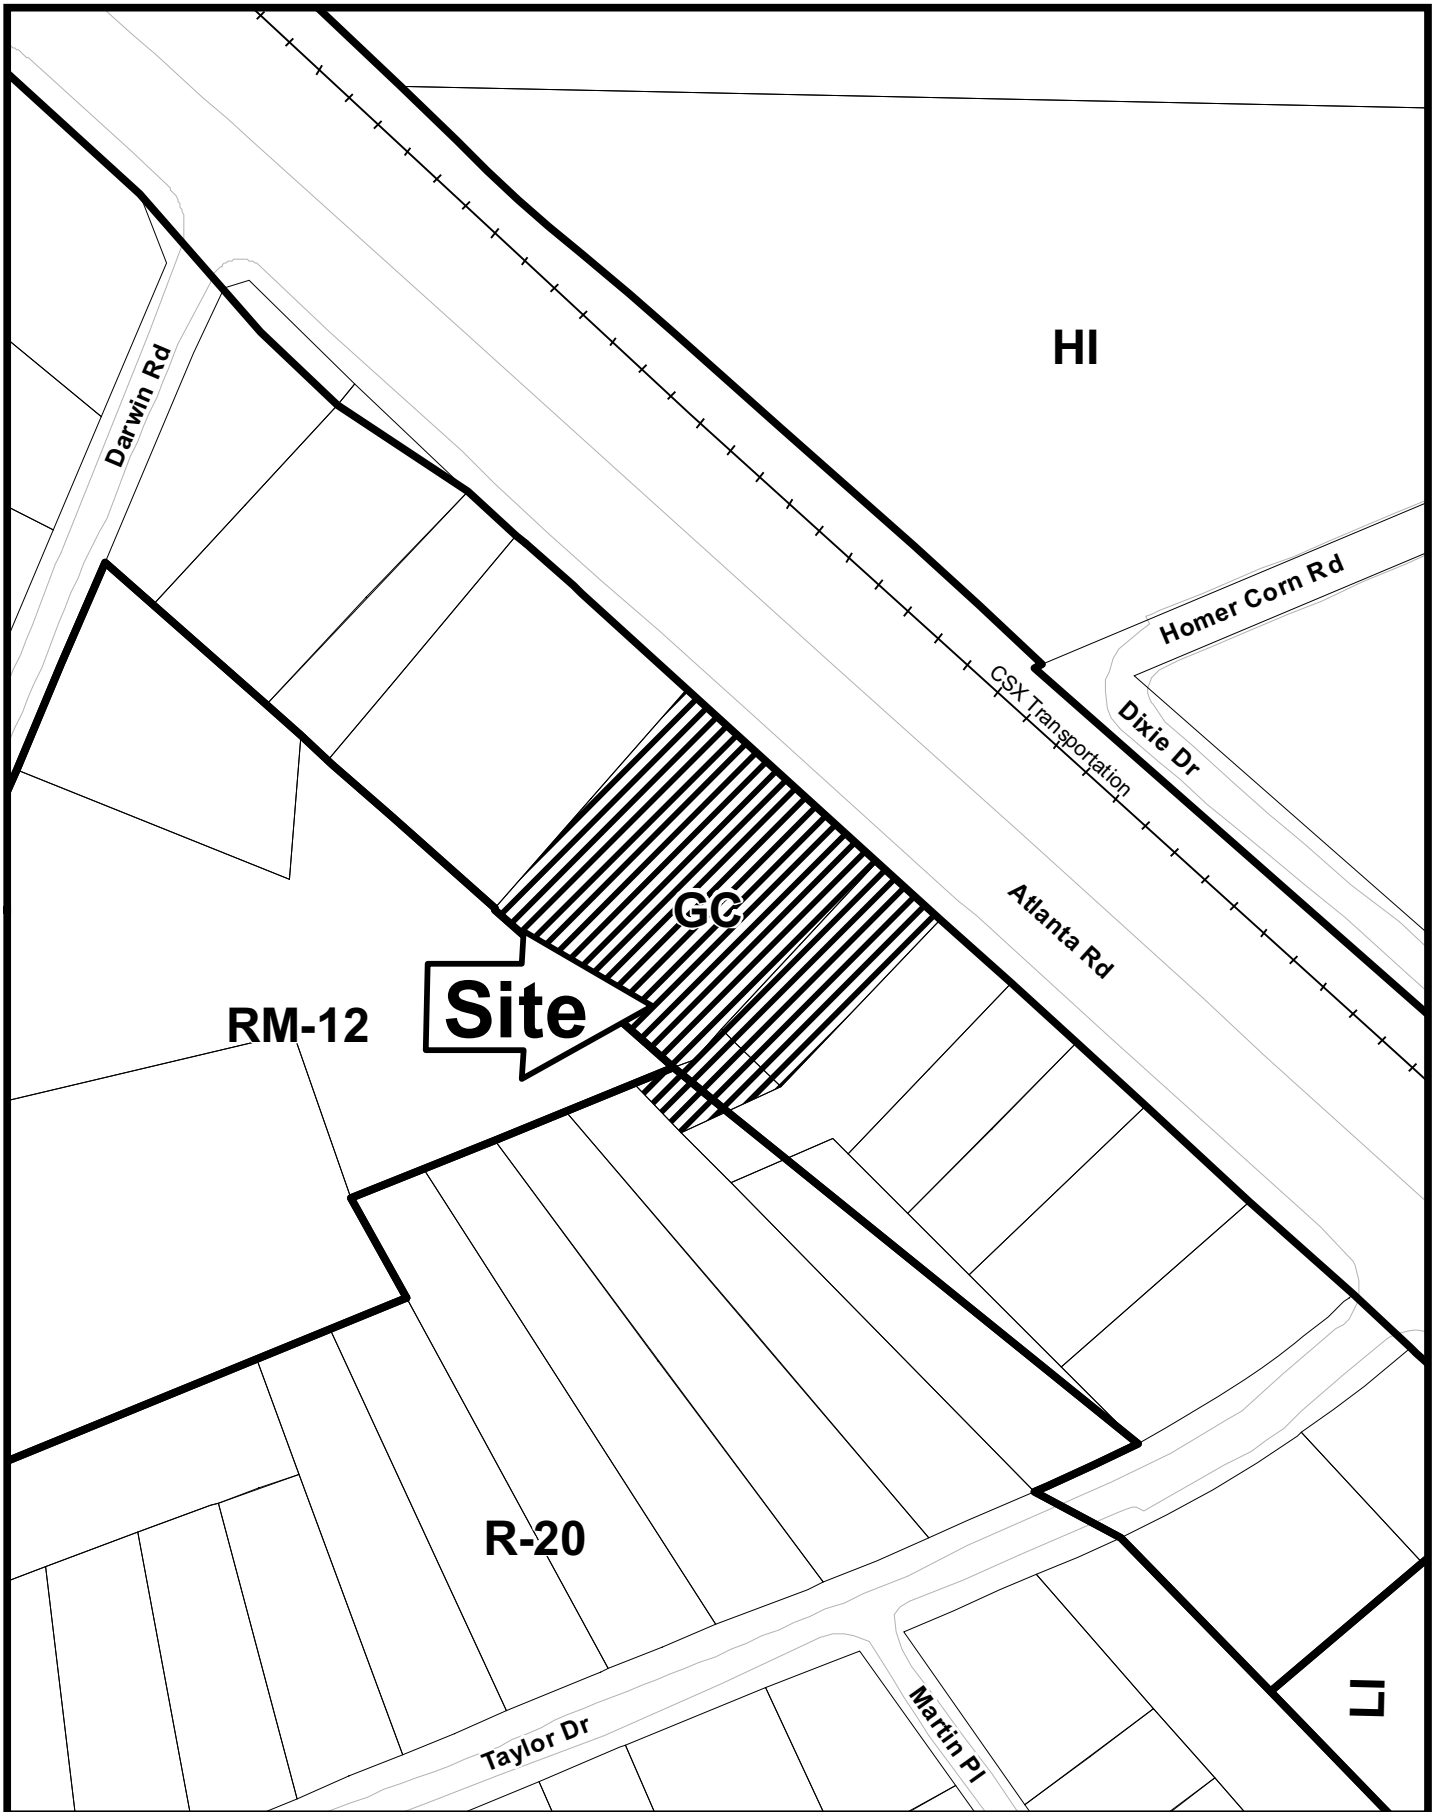 HI
Darwin Rd
Homer Corn Rd
CSX Transportation
Dixie Dr
GC
Atlanta Rd
Site
RM-12
R-20
LI
Martin Pl
Taylor Dr